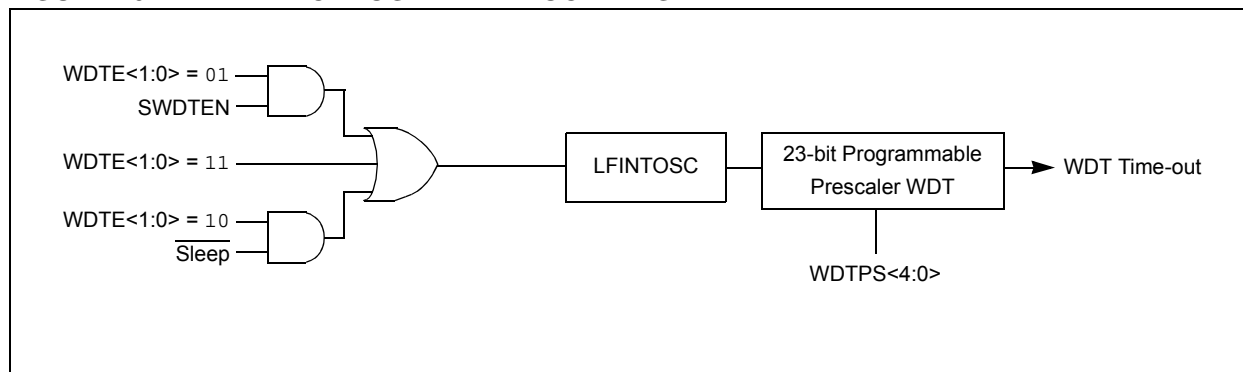 WDTE<1:0> = 01
SWDTEN
WDTE<1:0> = 11
WDTE<1:0> = 10
Sleep
LFINTOSC
23-bit Programmable
Prescaler WDT
WDT Time-out
WDTPS<4:0>